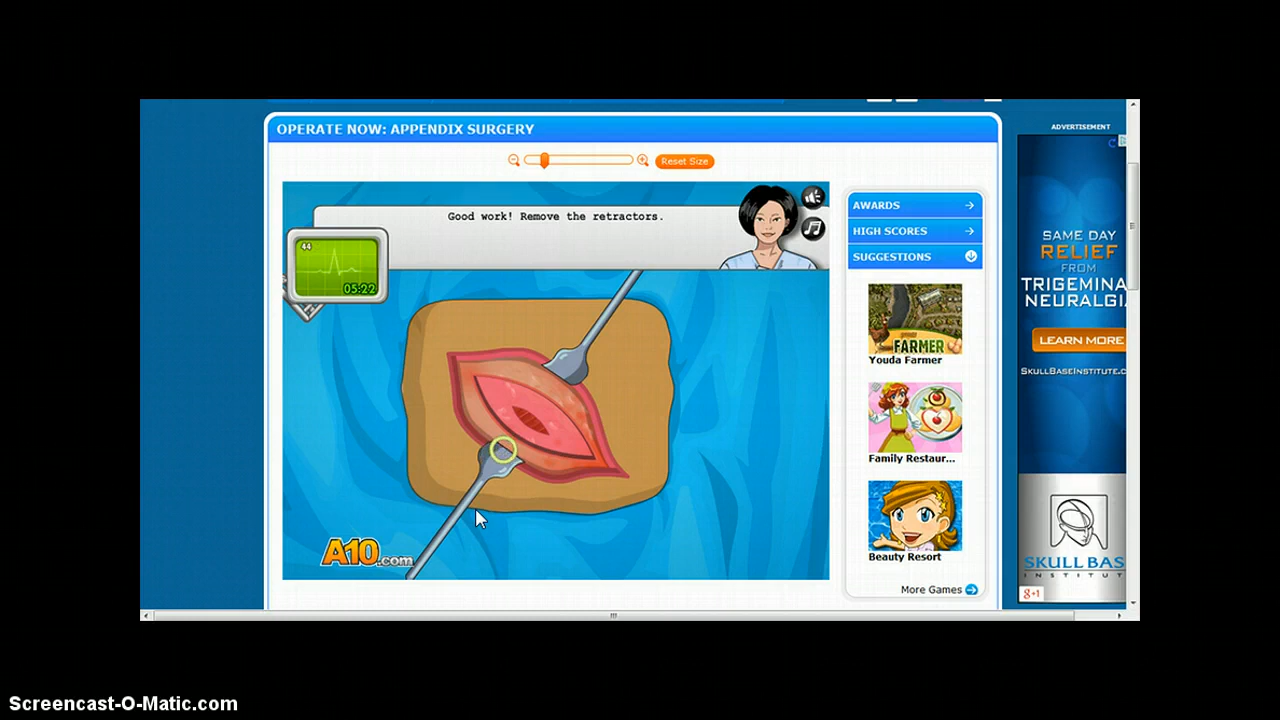 OPERATE NOW: APPENDIX SURGERY
Reset Size
Good work! Remove the retractors.
44
05:22
A10.com
AWARDS
HIGH SCORES
SUGGESTIONS
FARMER
Youda Farmer
Family Restaur...
Beauty Resort
More Games
ADVERTISEMENT
SAME DAY
RELIEF
FROM
TRIGEMINA
NEURALGI
LEARN MORE
SKULLBASEINSTITUTE.C
SKULL BAS
INSTITUT
g+1
Screencast-O-Matic.com